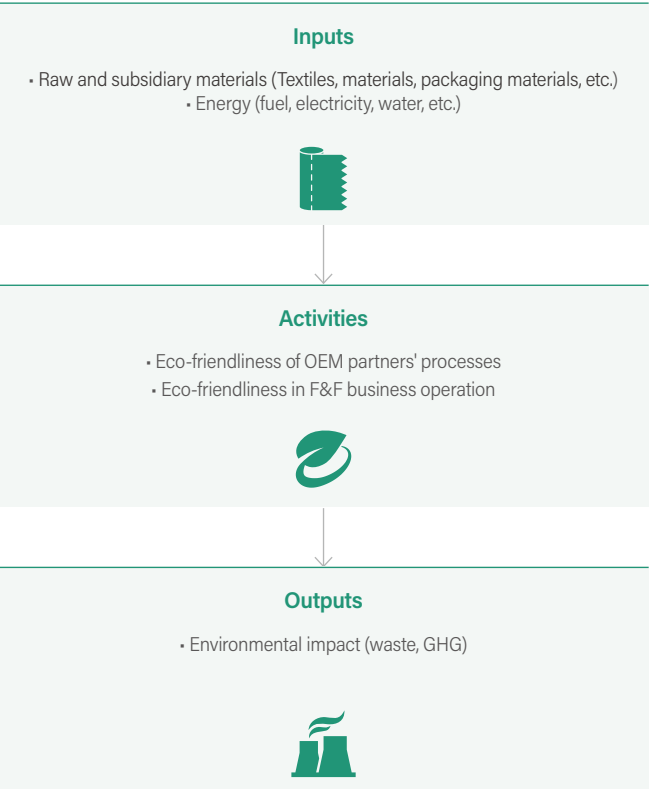 Inputs
• Raw and subsidiary materials (Textiles, materials, packaging materials, etc.)
• Energy (fuel, electricity, water, etc.)
Activities
• Eco-friendliness of OEM partners' processes
• Eco-friendliness in F&F business operation
Outputs
• Environmental impact (waste, GHG)